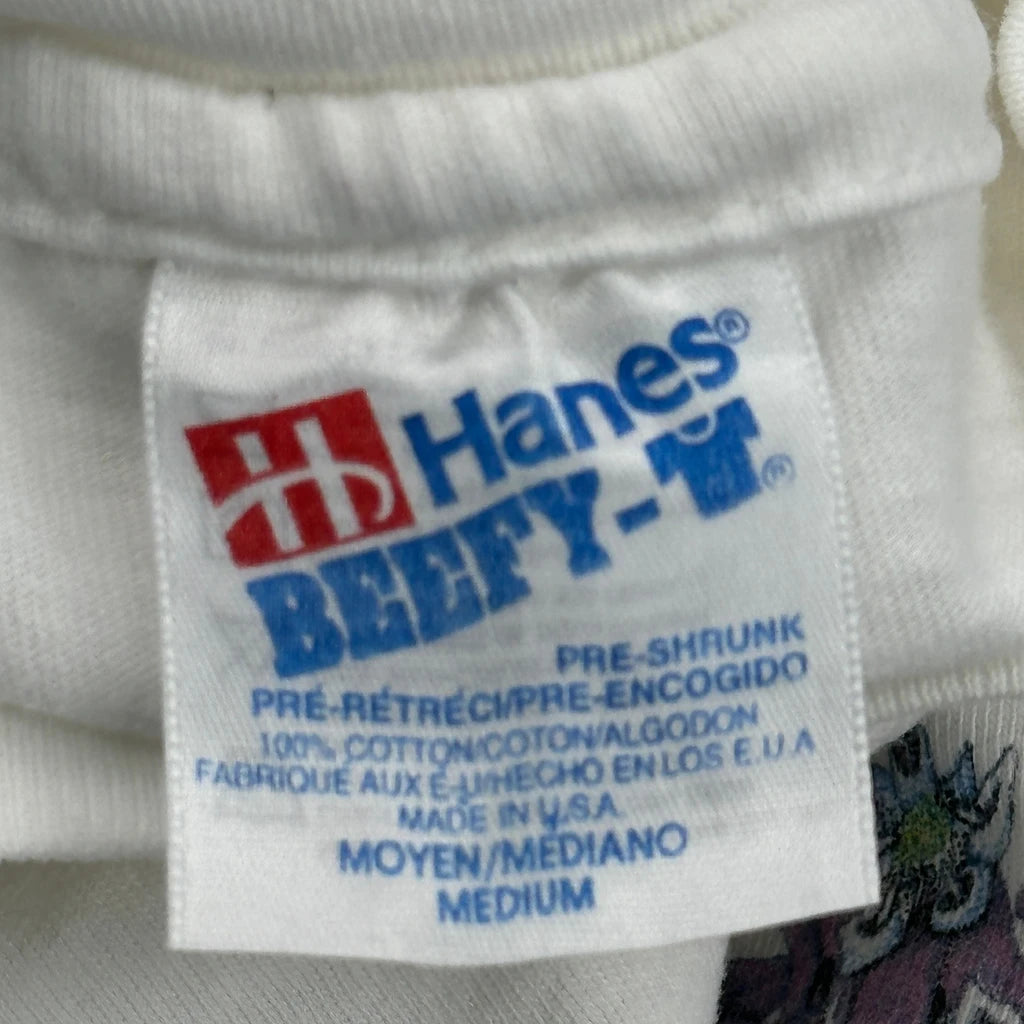 Hanes®
BEEFY-T®
PRE-SHRUNK
PRÉ-RÉTRÉCI/PRE-ENCOGIDO
100% COTTON/COTON/ALGODON
FABRIQUÉ AUX É-U/HECHO EN LOS E.U.A
MADE IN U.S.A.
MOYEN/MÉDIANO
MEDIUM